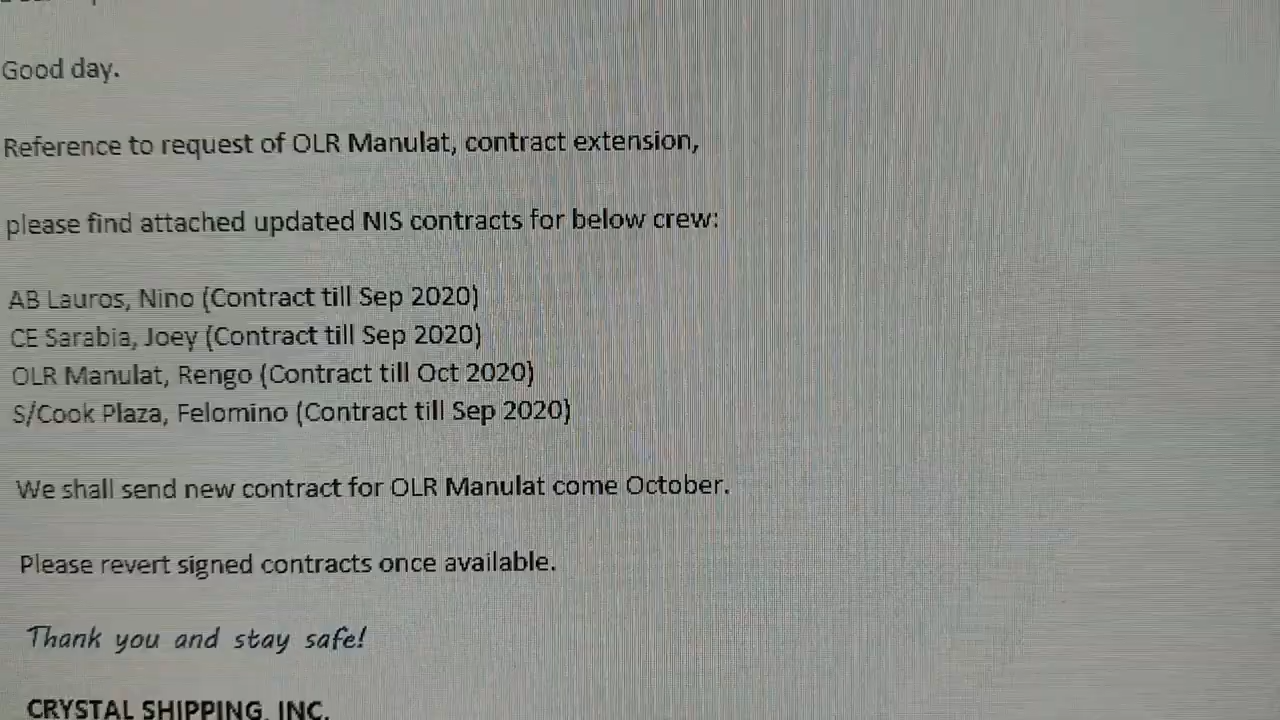 Good day.
Reference to request of OLR Manulat, contract extension,
please find attached updated NIS contracts for below crew:
AB Lauros, Nino (Contract till Sep 2020)
CE Sarabia, Joey (Contract till Sep 2020)
OLR Manulat, Rengo (Contract till Oct 2020)
S/Cook Plaza, Felomino (Contract till Sep 2020)
We shall send new contract for OLR Manulat come October.
Please revert signed contracts once available.
Thank you and stay safe!
CRYSTAL SHIPPING, INC.